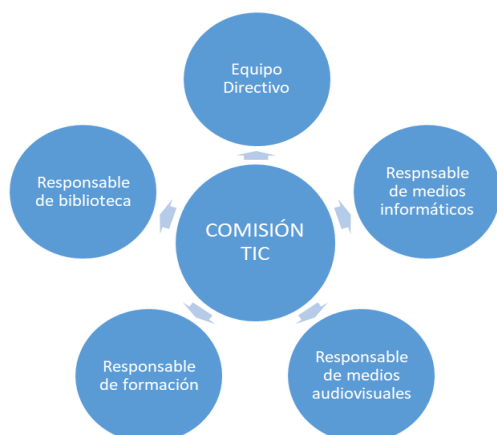 Equipo
Directivo
Responsable
de biblioteca
Respnsable
de medios
informáticos
COMISIÓN
TIC
Responsable
de formación
Responsable
de medios
audiovisuales